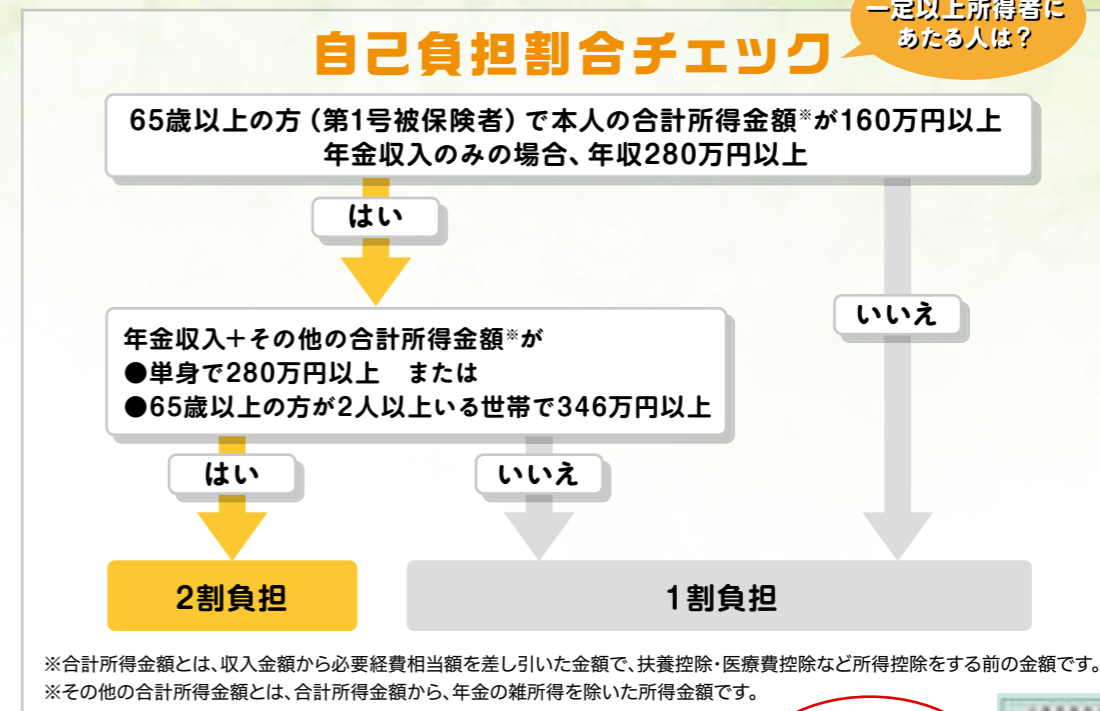 一定以上所得者に
あたる人は?
自己負担割合チェック
65歳以上の方(第1号被保険者)で本人の合計所得金額※が160万円以上
年金収入のみの場合、年収280万円以上
はい
いいえ
年金収入+その他の合計所得金額※が
●単身で280万円以上 または
●65歳以上の方が2人以上いる世帯で346万円以上
はい
いいえ
2割負担
1割負担
※合計所得金額とは、収入金額から必要経費相当額を差し引いた金額で、扶養控除・医療費控除など所得控除をする前の金額です。
※その他の合計所得金額とは、合計所得金額から、年金の雑所得を除いた所得金額です。